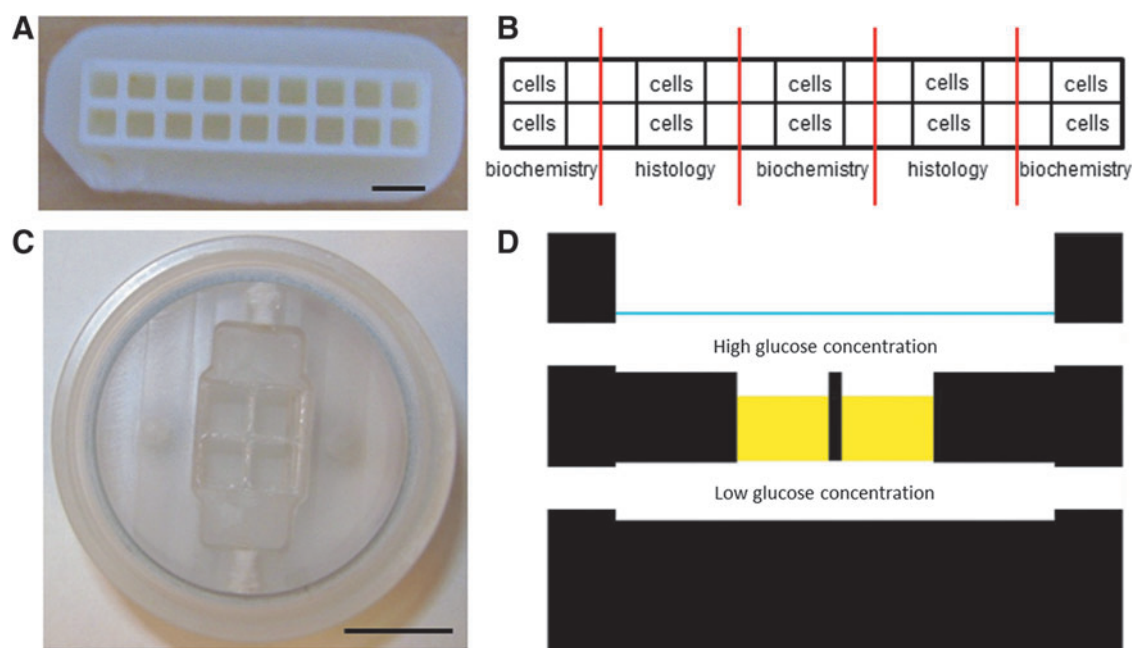 A
B
cells cells cells cells cells
cells cells cells cells cells
biochemistry histology biochemistry histology biochemistry
C
D
High glucose concentration
Low glucose concentration